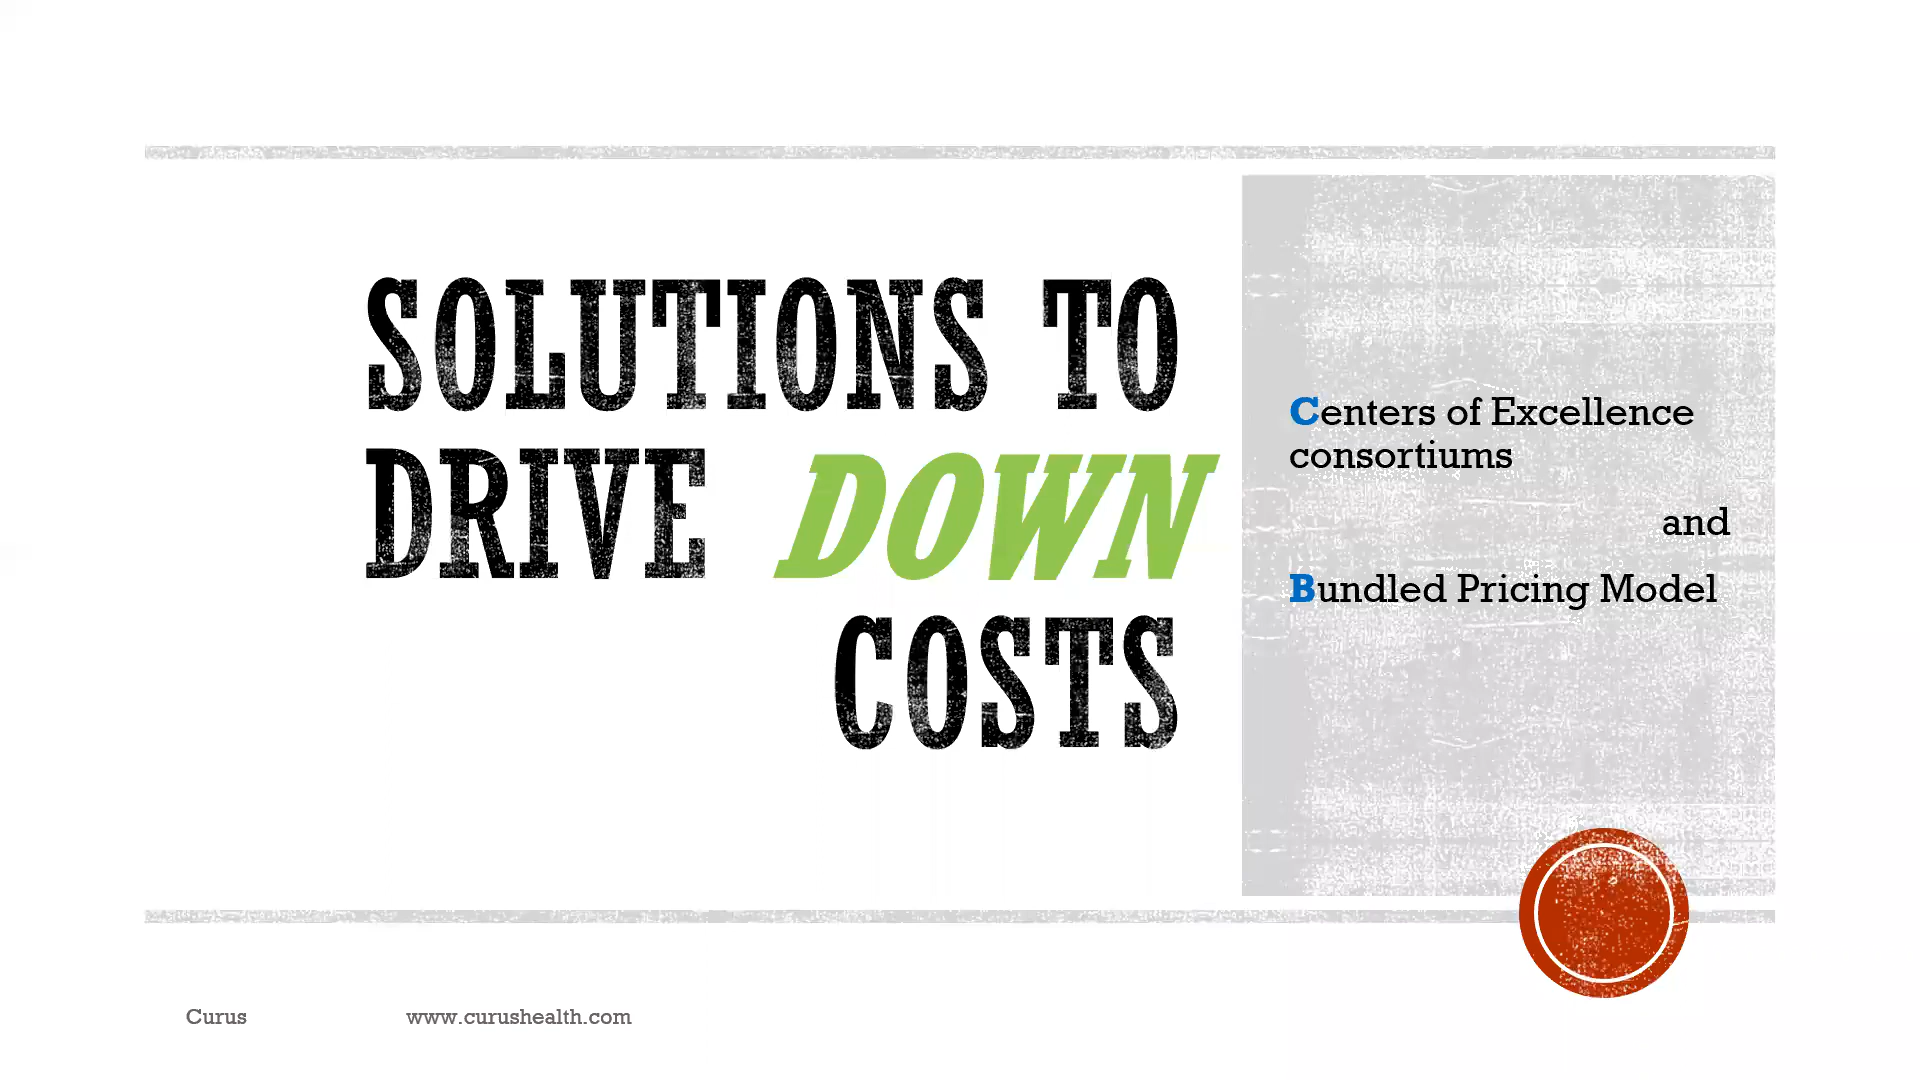 SOLUTIONS TO
DRIVE DOWN
COSTS
Centers of Excellence
consortiums
and
Bundled Pricing Model
Curus
www.curushealth.com